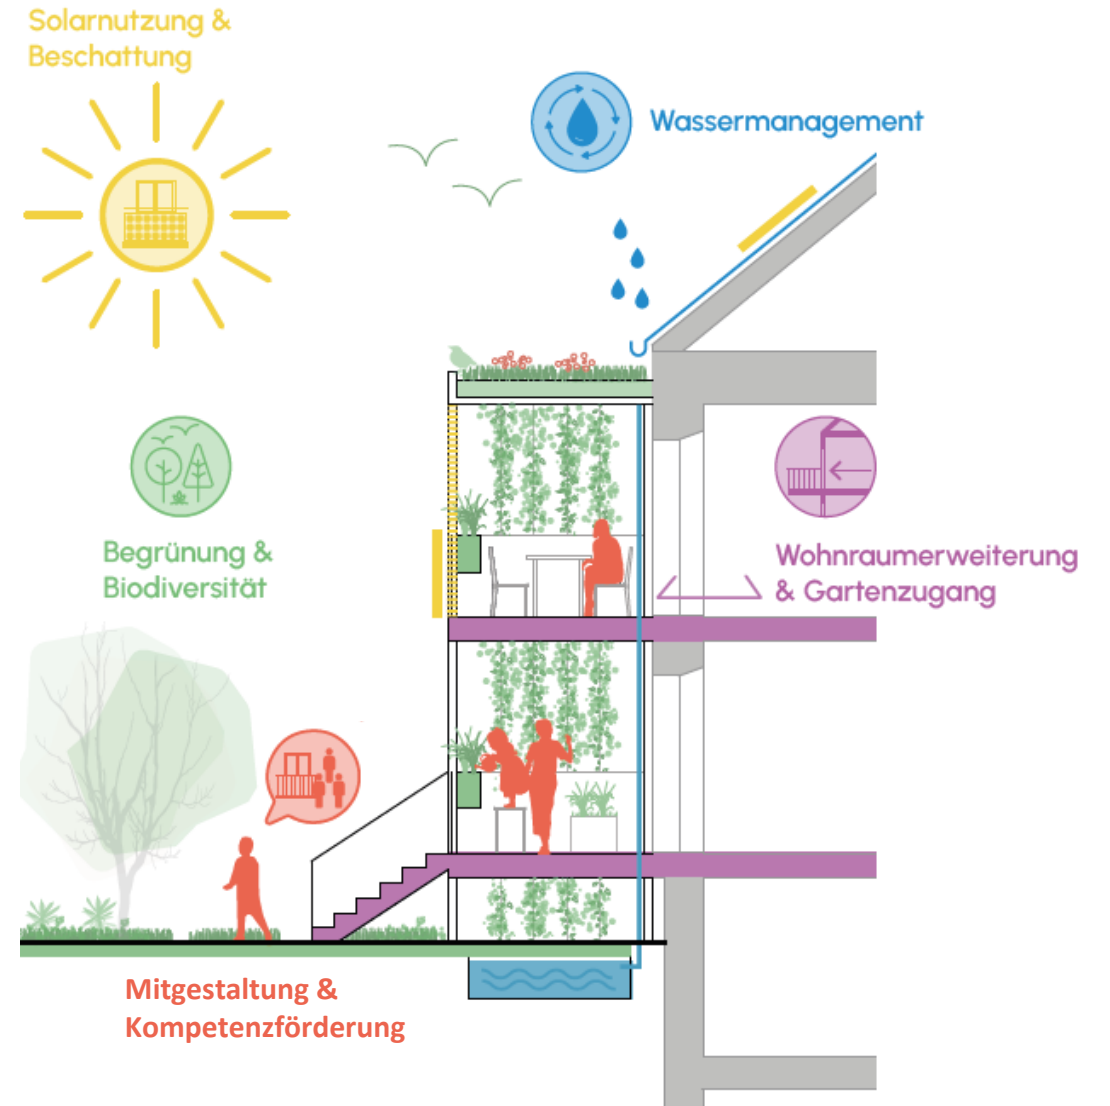 Solarnutzung &
Beschattung
Wassermanagement
Begrünung &
Biodiversität
Wohnraumerweiterung
& Gartenzugang
Mitgestaltung &
Kompetenzförderung